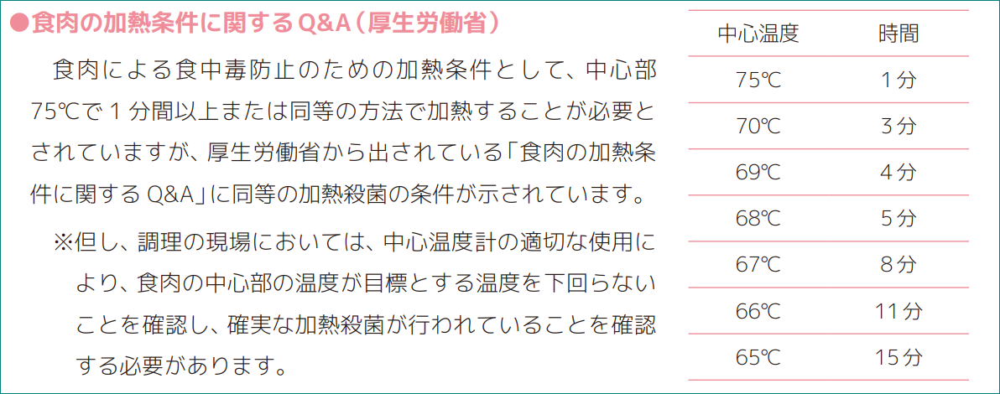 ●食肉の加熱条件に関するQ&A（厚生労働省）
食肉による食中毒防止のための加熱条件として、中心部
75℃で1分間以上または同等の方法で加熱することが必要と
されていますが、厚生労働省から出されている「食肉の加熱条
件に関するQ&A」に同等の加熱殺菌の条件が示されています。
※但し、調理の現場においては、中心温度計の適切な使用に
より、食肉の中心部の温度が目標とする温度を下回らない
ことを確認し、確実な加熱殺菌が行われていることを確認
する必要があります。
中心温度 時間
75℃ 1分
70℃ 3分
69℃ 4分
68℃ 5分
67℃ 8分
66℃ 11分
65℃ 15分